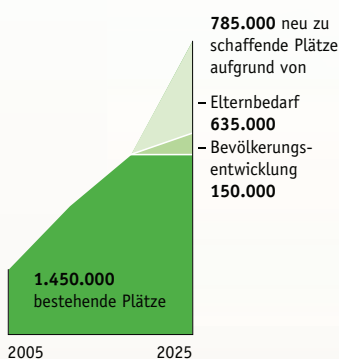 785.000 neu zu
schaffende Plätze
aufgrund von
– Elternbedarf
635.000
– Bevölkerungs-
entwicklung
150.000
1.450.000
bestehende Plätze
2005 2025